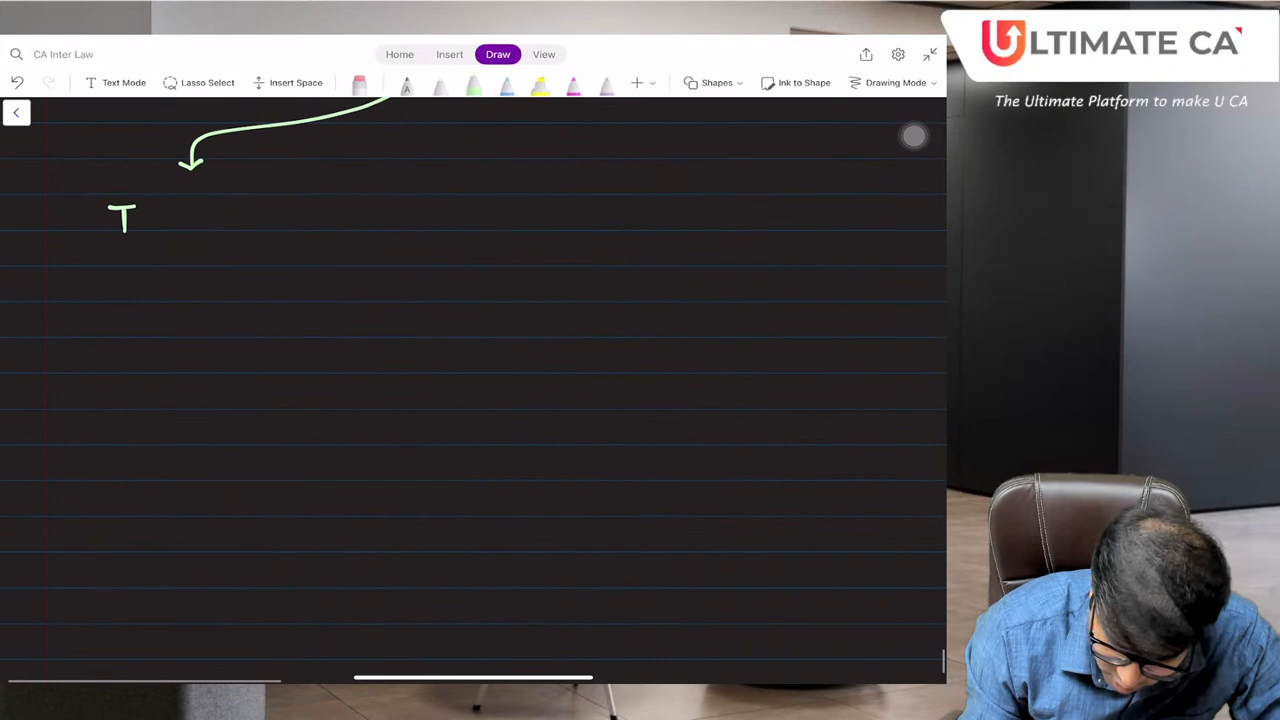 CA Inter Law
Home Insert Draw View
Text Mode Lasso Select Insert Space A Shapes Ink to Shape Drawing Mode
T
ULTIMATE CA
The Ultimate Platform to make U CA